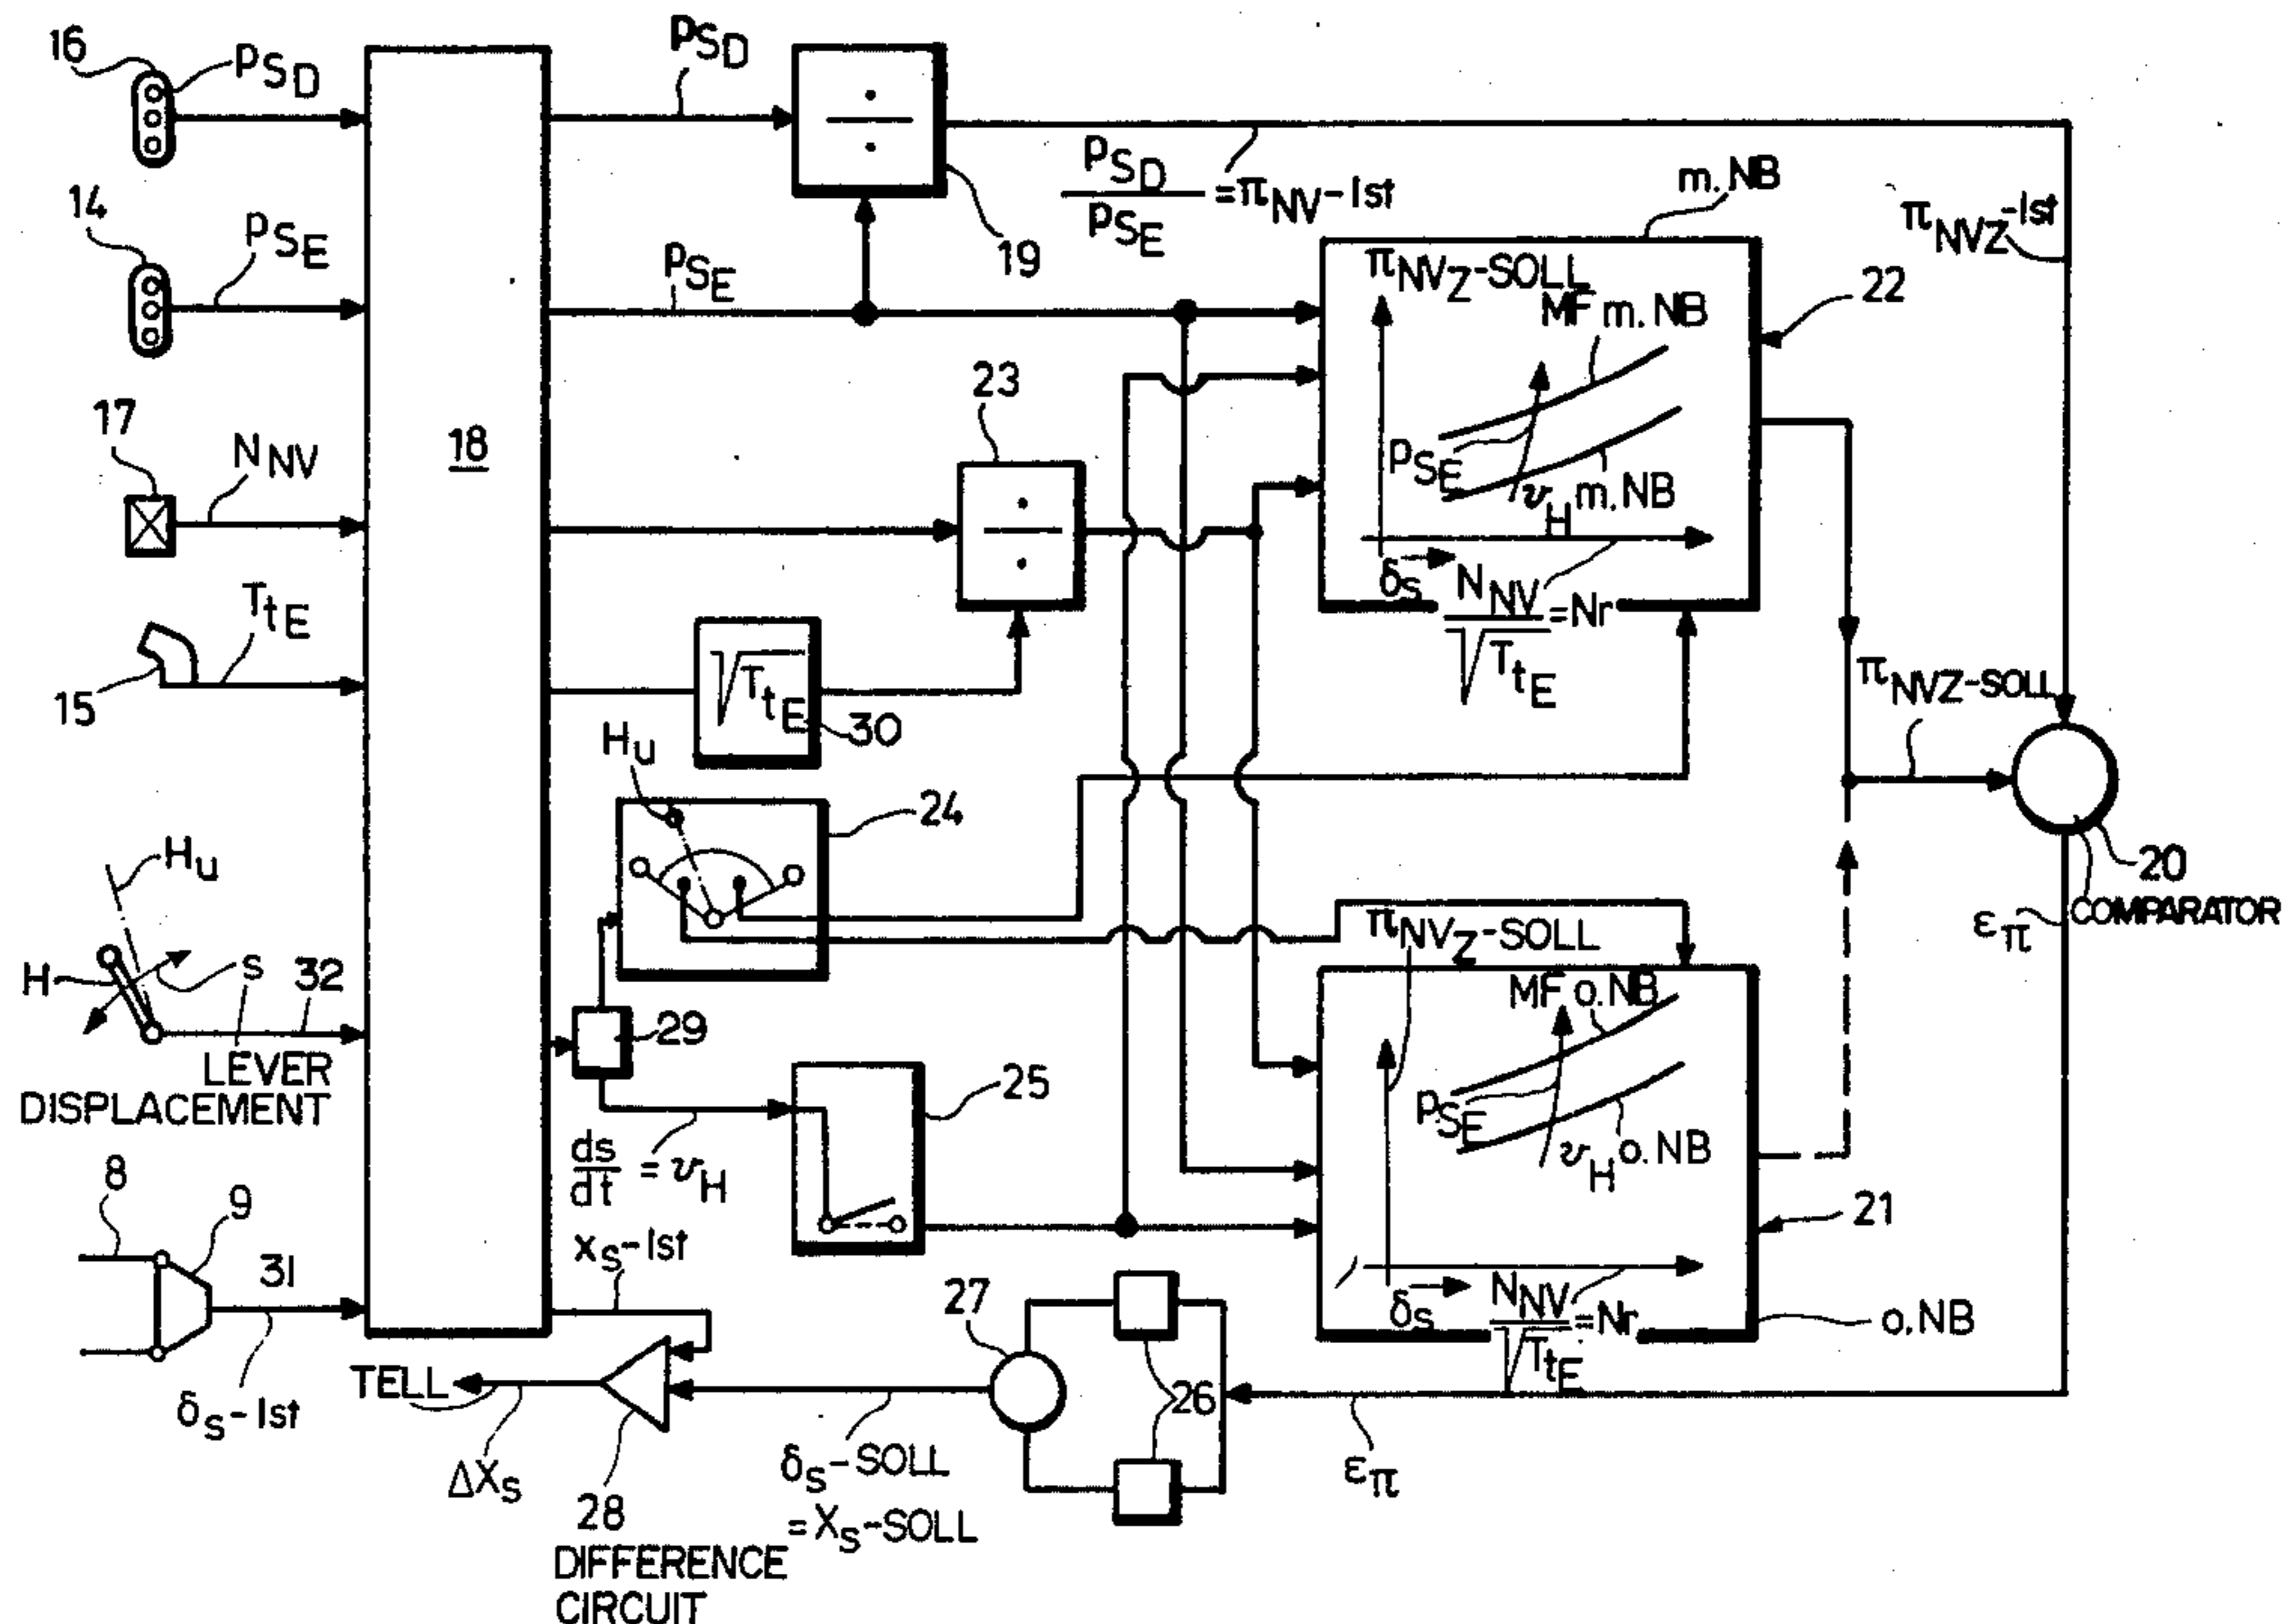 16
pSD
pSD
14
pSE
pSE
pSD
pSE
=πNV-Ist
19
m.NB
πNVZ-Ist
πNVZ-SOLL
MF m.NB
22
pSE
vH m.NB
δS
NNV
√TtE
=Nr
17
NNV
18
23
TtE
15
√TtE
30
πNVZ-SOLL
Hu
24
Hu
H
s
32
LEVER
DISPLACEMENT
20
COMPARATOR
επ
πNVZ-SOLL
MF o.NB
pSE
vH o.NB
21
δS
NNV
√TtE
=Nr
o.NB
29
25
ds
dt
=vH
8
9
31
δS-Ist
xS-Ist
27
TELL
ΔXS
28
DIFFERENCE
CIRCUIT
δS-SOLL
=XS-SOLL
26
επ